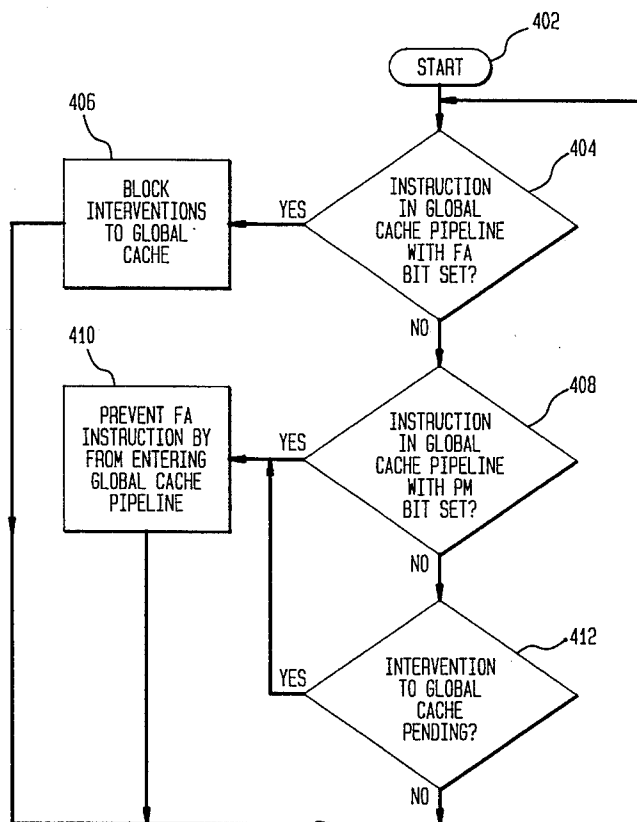 402
START
406
404
BLOCK
INTERVENTIONS
TO GLOBAL
CACHE
YES
INSTRUCTION
IN GLOBAL
CACHE PIPELINE
WITH FA
BIT SET?
NO
410
408
PREVENT FA
INSTRUCTION BY
FROM ENTERING
GLOBAL CACHE
PIPELINE
YES
INSTRUCTION
IN GLOBAL
CACHE PIPELINE
WITH PM
BIT SET?
NO
412
YES
INTERVENTION
TO GLOBAL
CACHE
PENDING?
NO